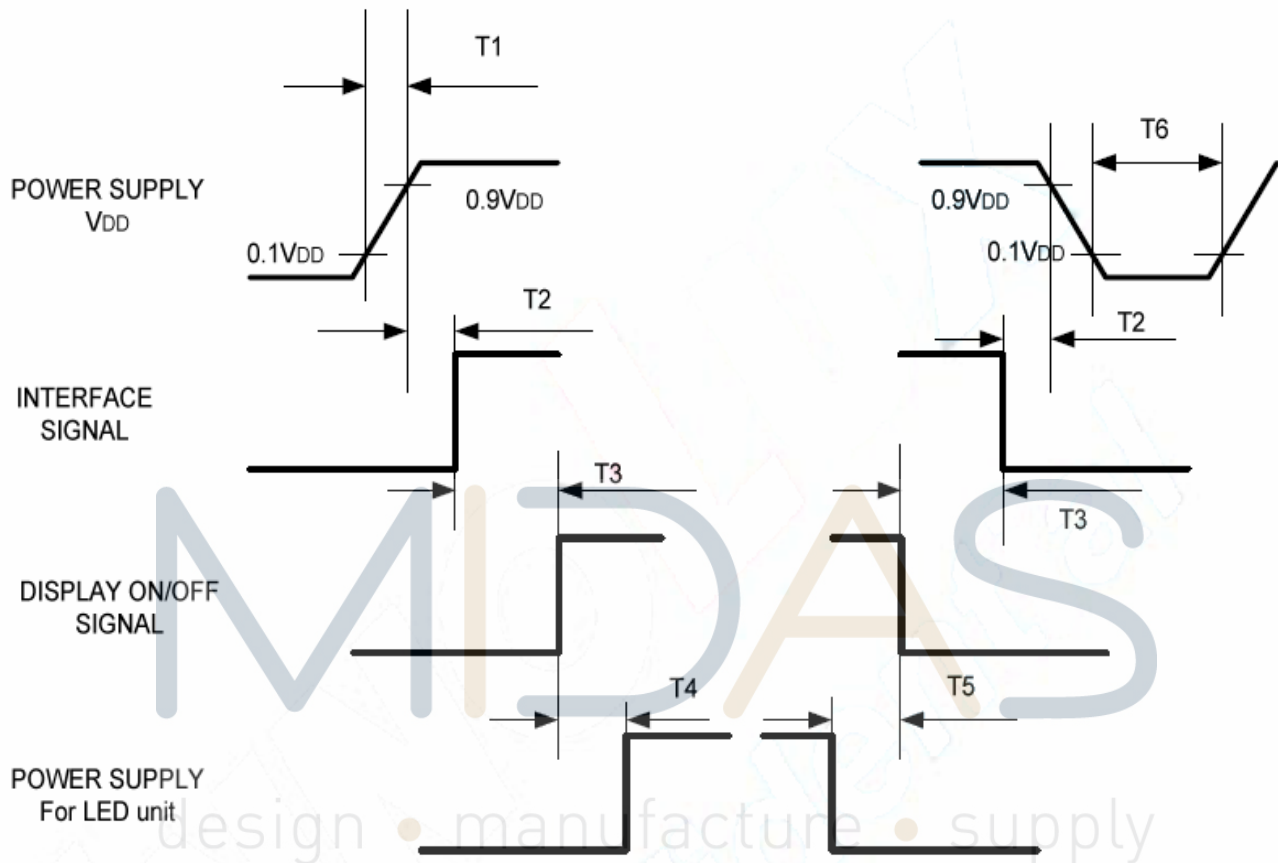 T1
T6
POWER SUPPLY
VDD
0.9VDD
0.9VDD
0.1VDD
0.1VDD
T2
T2
INTERFACE
SIGNAL
T3
T3
MIDAS
DISPLAY ON/OFF
SIGNAL
T4
T5
POWER SUPPLY
For LED unit
design • manufacture • supply